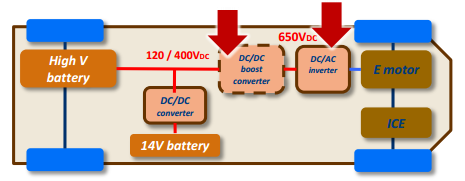 650VDC
120 / 400VDC
High V
battery
DC/DC
boost
converter
DC/AC
inverter
E motor
DC/DC
converter
ICE
14V battery